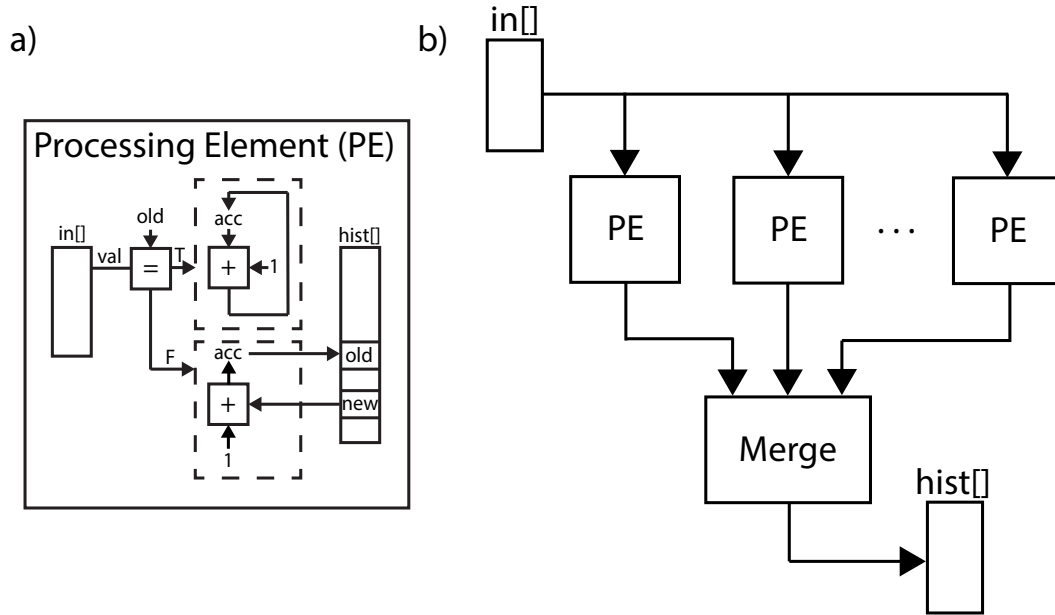 a)
Processing Element (PE)
in[]
val
old
=
T
F
acc
+
1
acc
+
1
hist[]
old
new
b)
in[]
PE
PE
...
PE
Merge
hist[]